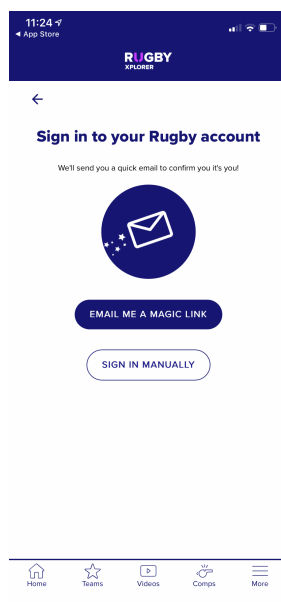 11:24
◀ App Store
RUGBY
XPLORER
Sign in to your Rugby account
We'll send you a quick email to confirm you it's you!
EMAIL ME A MAGIC LINK
SIGN IN MANUALLY
Home Teams Videos Comps More